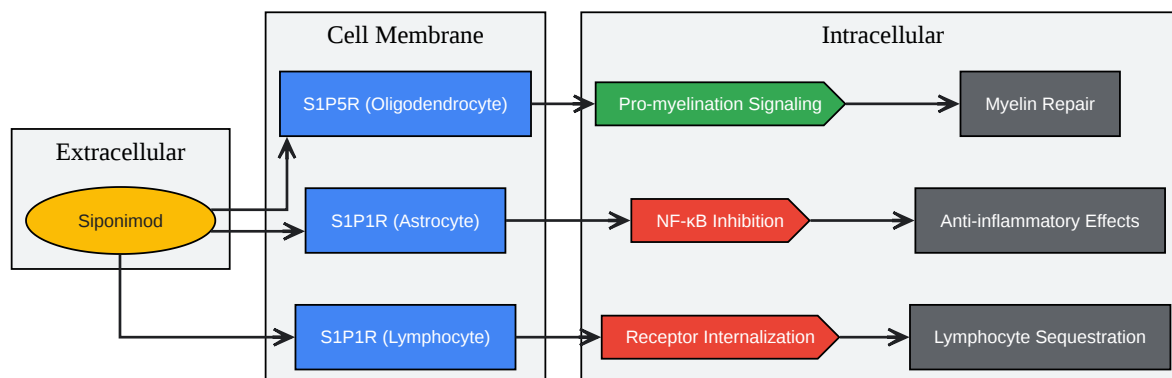 Extracellular
Siponimod
Cell Membrane
S1P5R (Oligodendrocyte)
S1P1R (Astrocyte)
S1P1R (Lymphocyte)
Intracellular
Pro-myelination Signaling
Myelin Repair
NF-κB Inhibition
Anti-inflammatory Effects
Receptor Internalization
Lymphocyte Sequestration